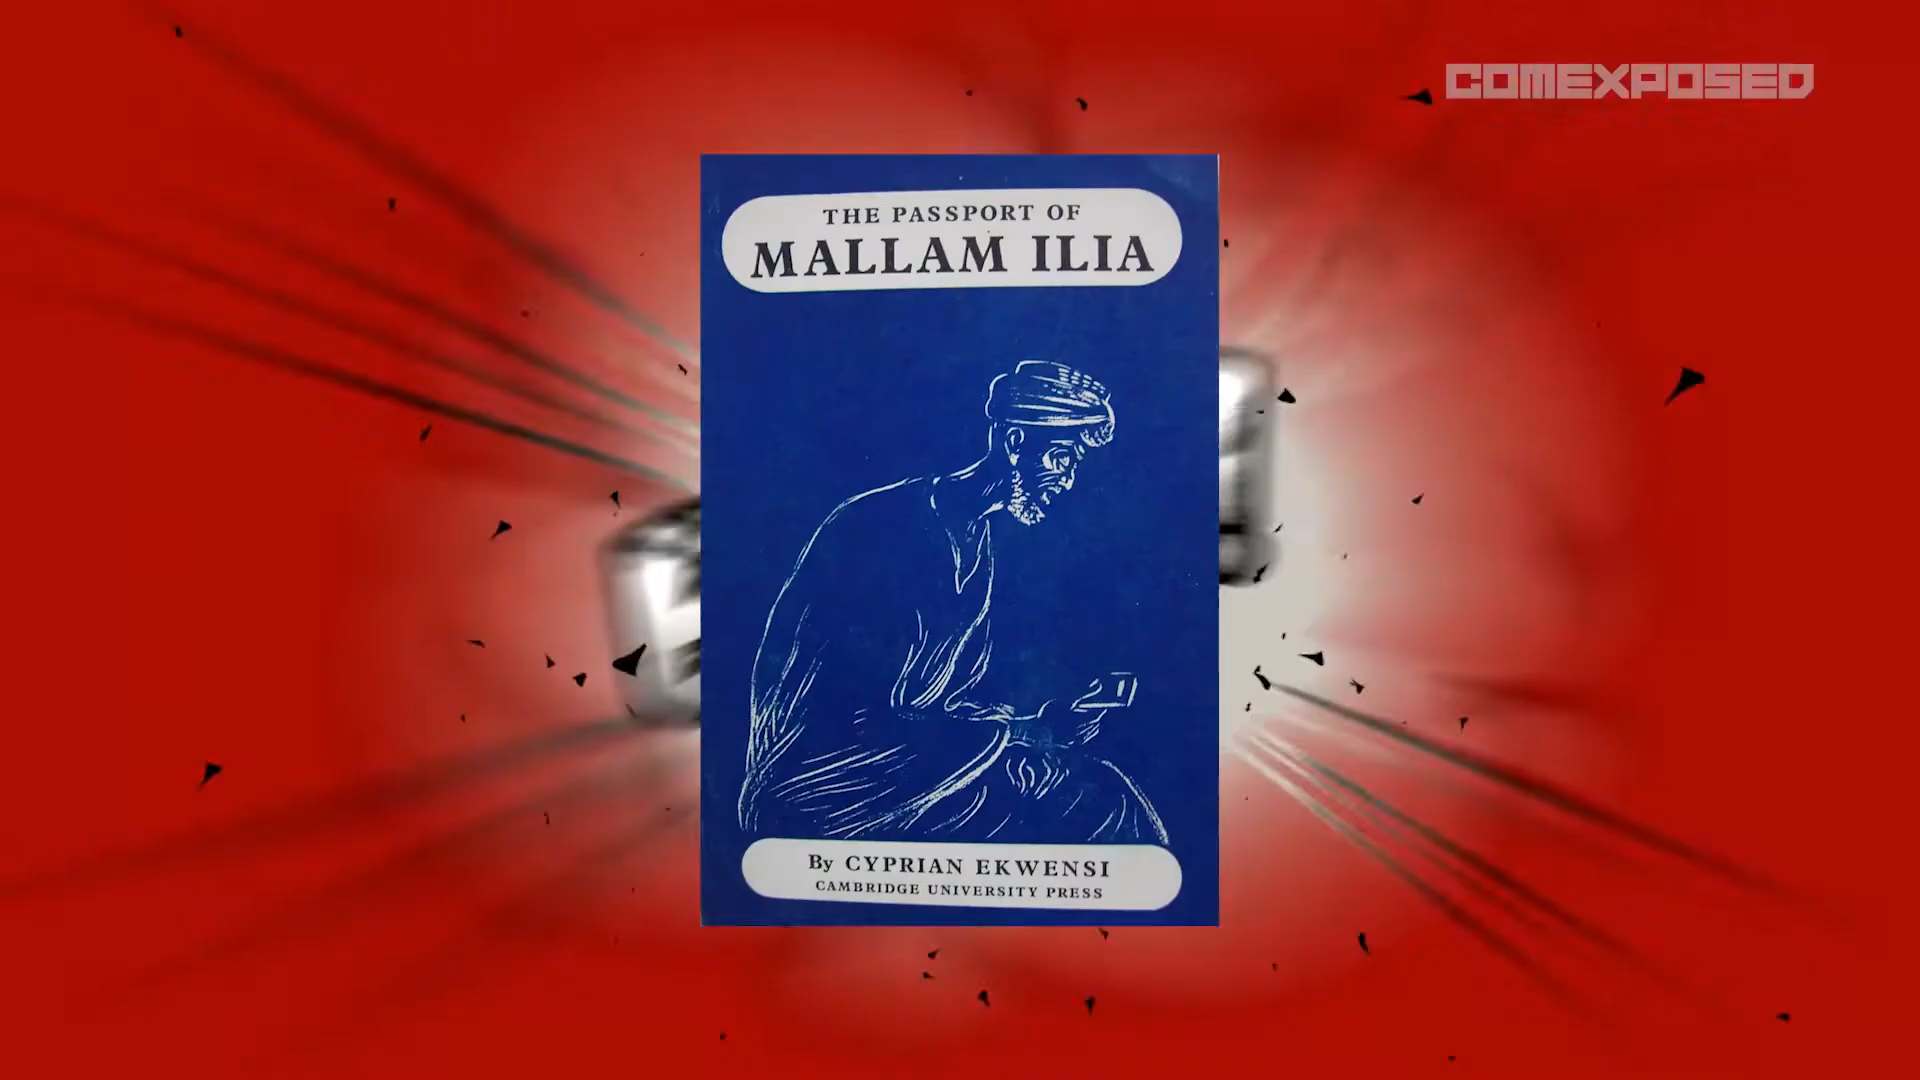 COMEXPOSED
THE PASSPORT OF
MALLAM ILIA
By CYPRIAN EKWENSI
CAMBRIDGE UNIVERSITY PRESS